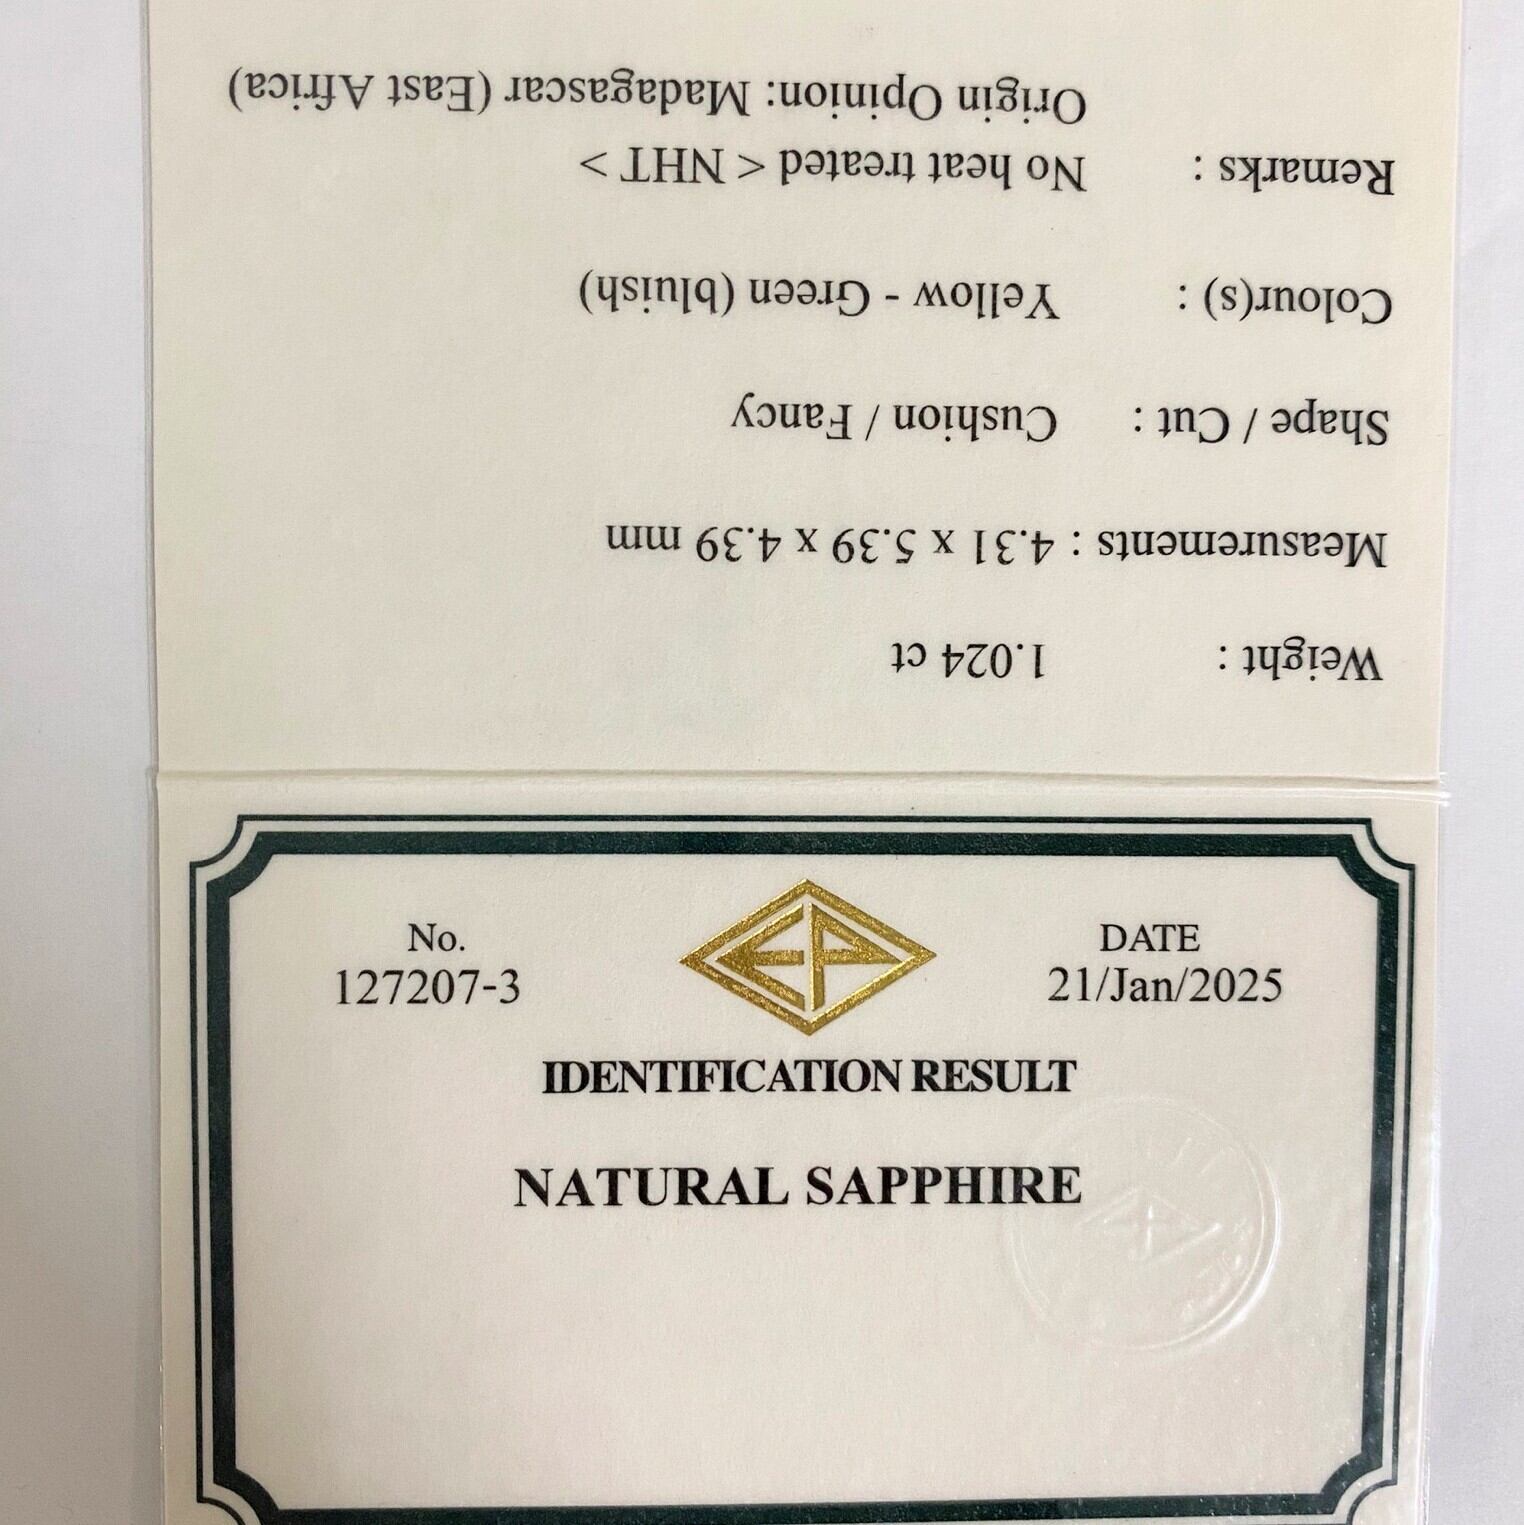 Weight : 1.024 ct
Measurements : 4.31 x 5.39 x 4.39 mm
Shape / Cut : Cushion / Fancy
Colour(s) : Yellow - Green (bluish)
Remarks : No heat treated < NHT >
Origin Opinion: Madagascar (East Africa)
EP
No. DATE
127207-3 21/Jan/2025
IDENTIFICATION RESULT
NATURAL SAPPHIRE